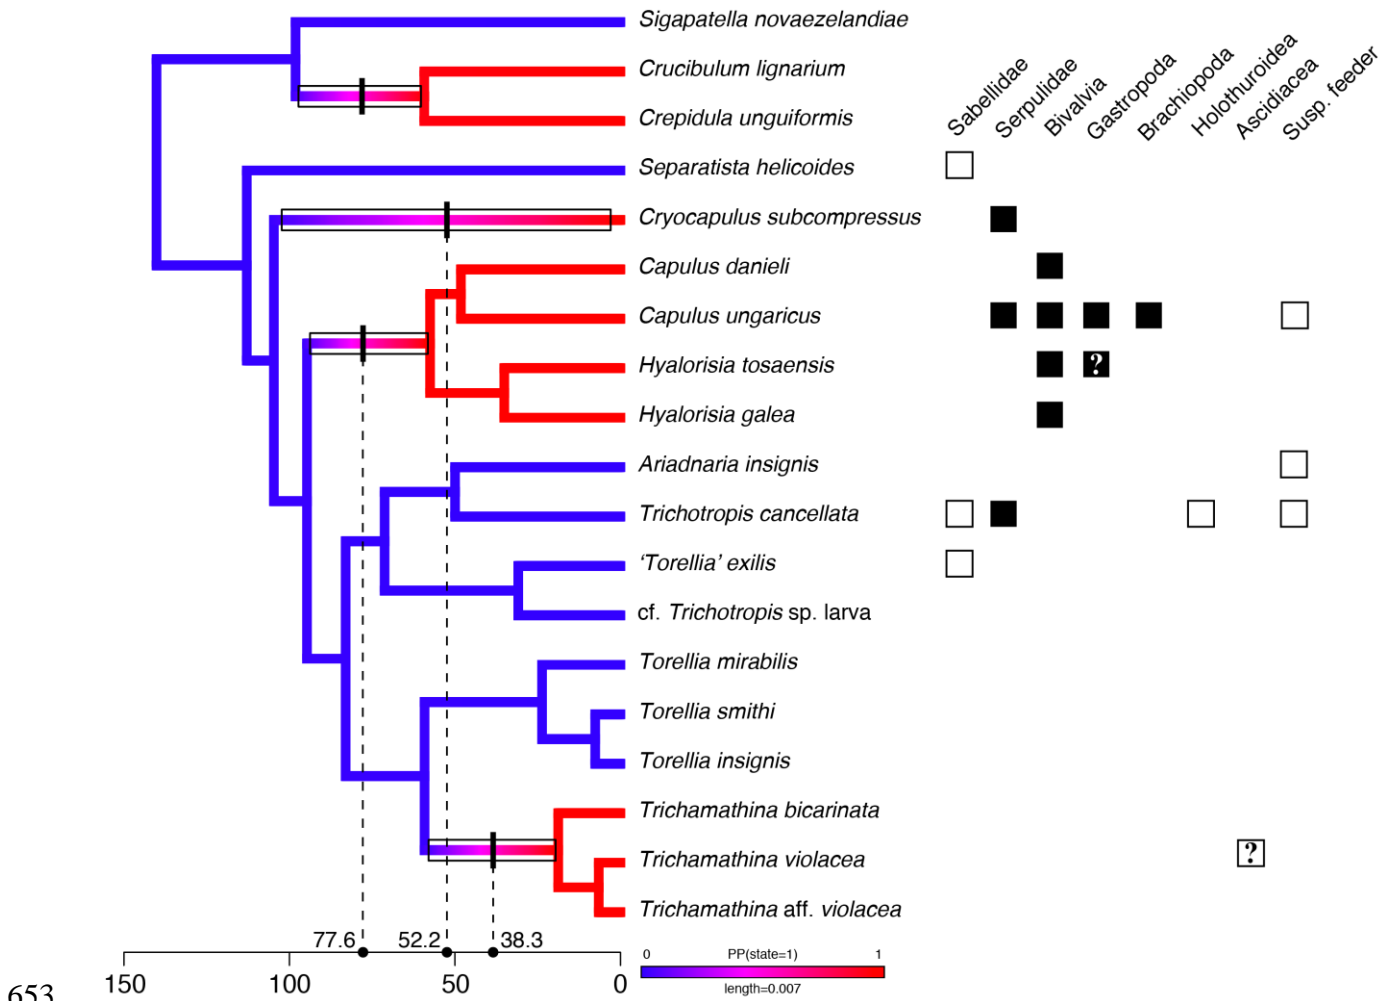 Sigapatella novaezelandiae
Crucibulum lignarium
Crepidula unguiformis
Sabellidae
Serpulidae
Bivalvia
Gastropoda
Brachiopoda
Holothuroidea
Ascidiacea
Susp. feeder
Separatista helicoides
Cryocapulus subcompressus
Capulus danieli
Capulus ungaricus
Hyalorisia tosaensis
?
Hyalorisia galea
Ariadnaria insignis
Trichotropis cancellata
‘Torellia’ exilis
cf. Trichotropis sp. larva
Torellia mirabilis
Torellia smithi
Torellia insignis
Trichamathina bicarinata
Trichamathina violacea
?
Trichamathina aff. violacea
77.6 52.2 38.3
0 PP(state=1) 1
length=0.007
150 100 50 0
653